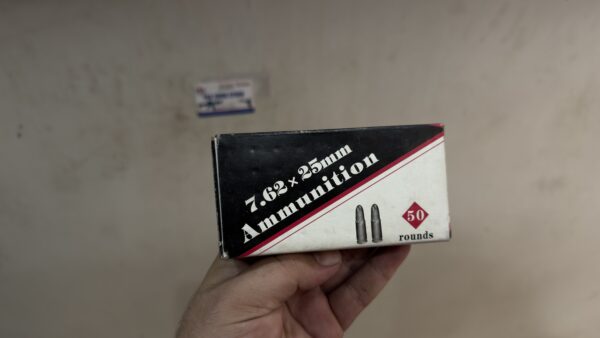 7.62 × 25mm
Ammunition
50
rounds